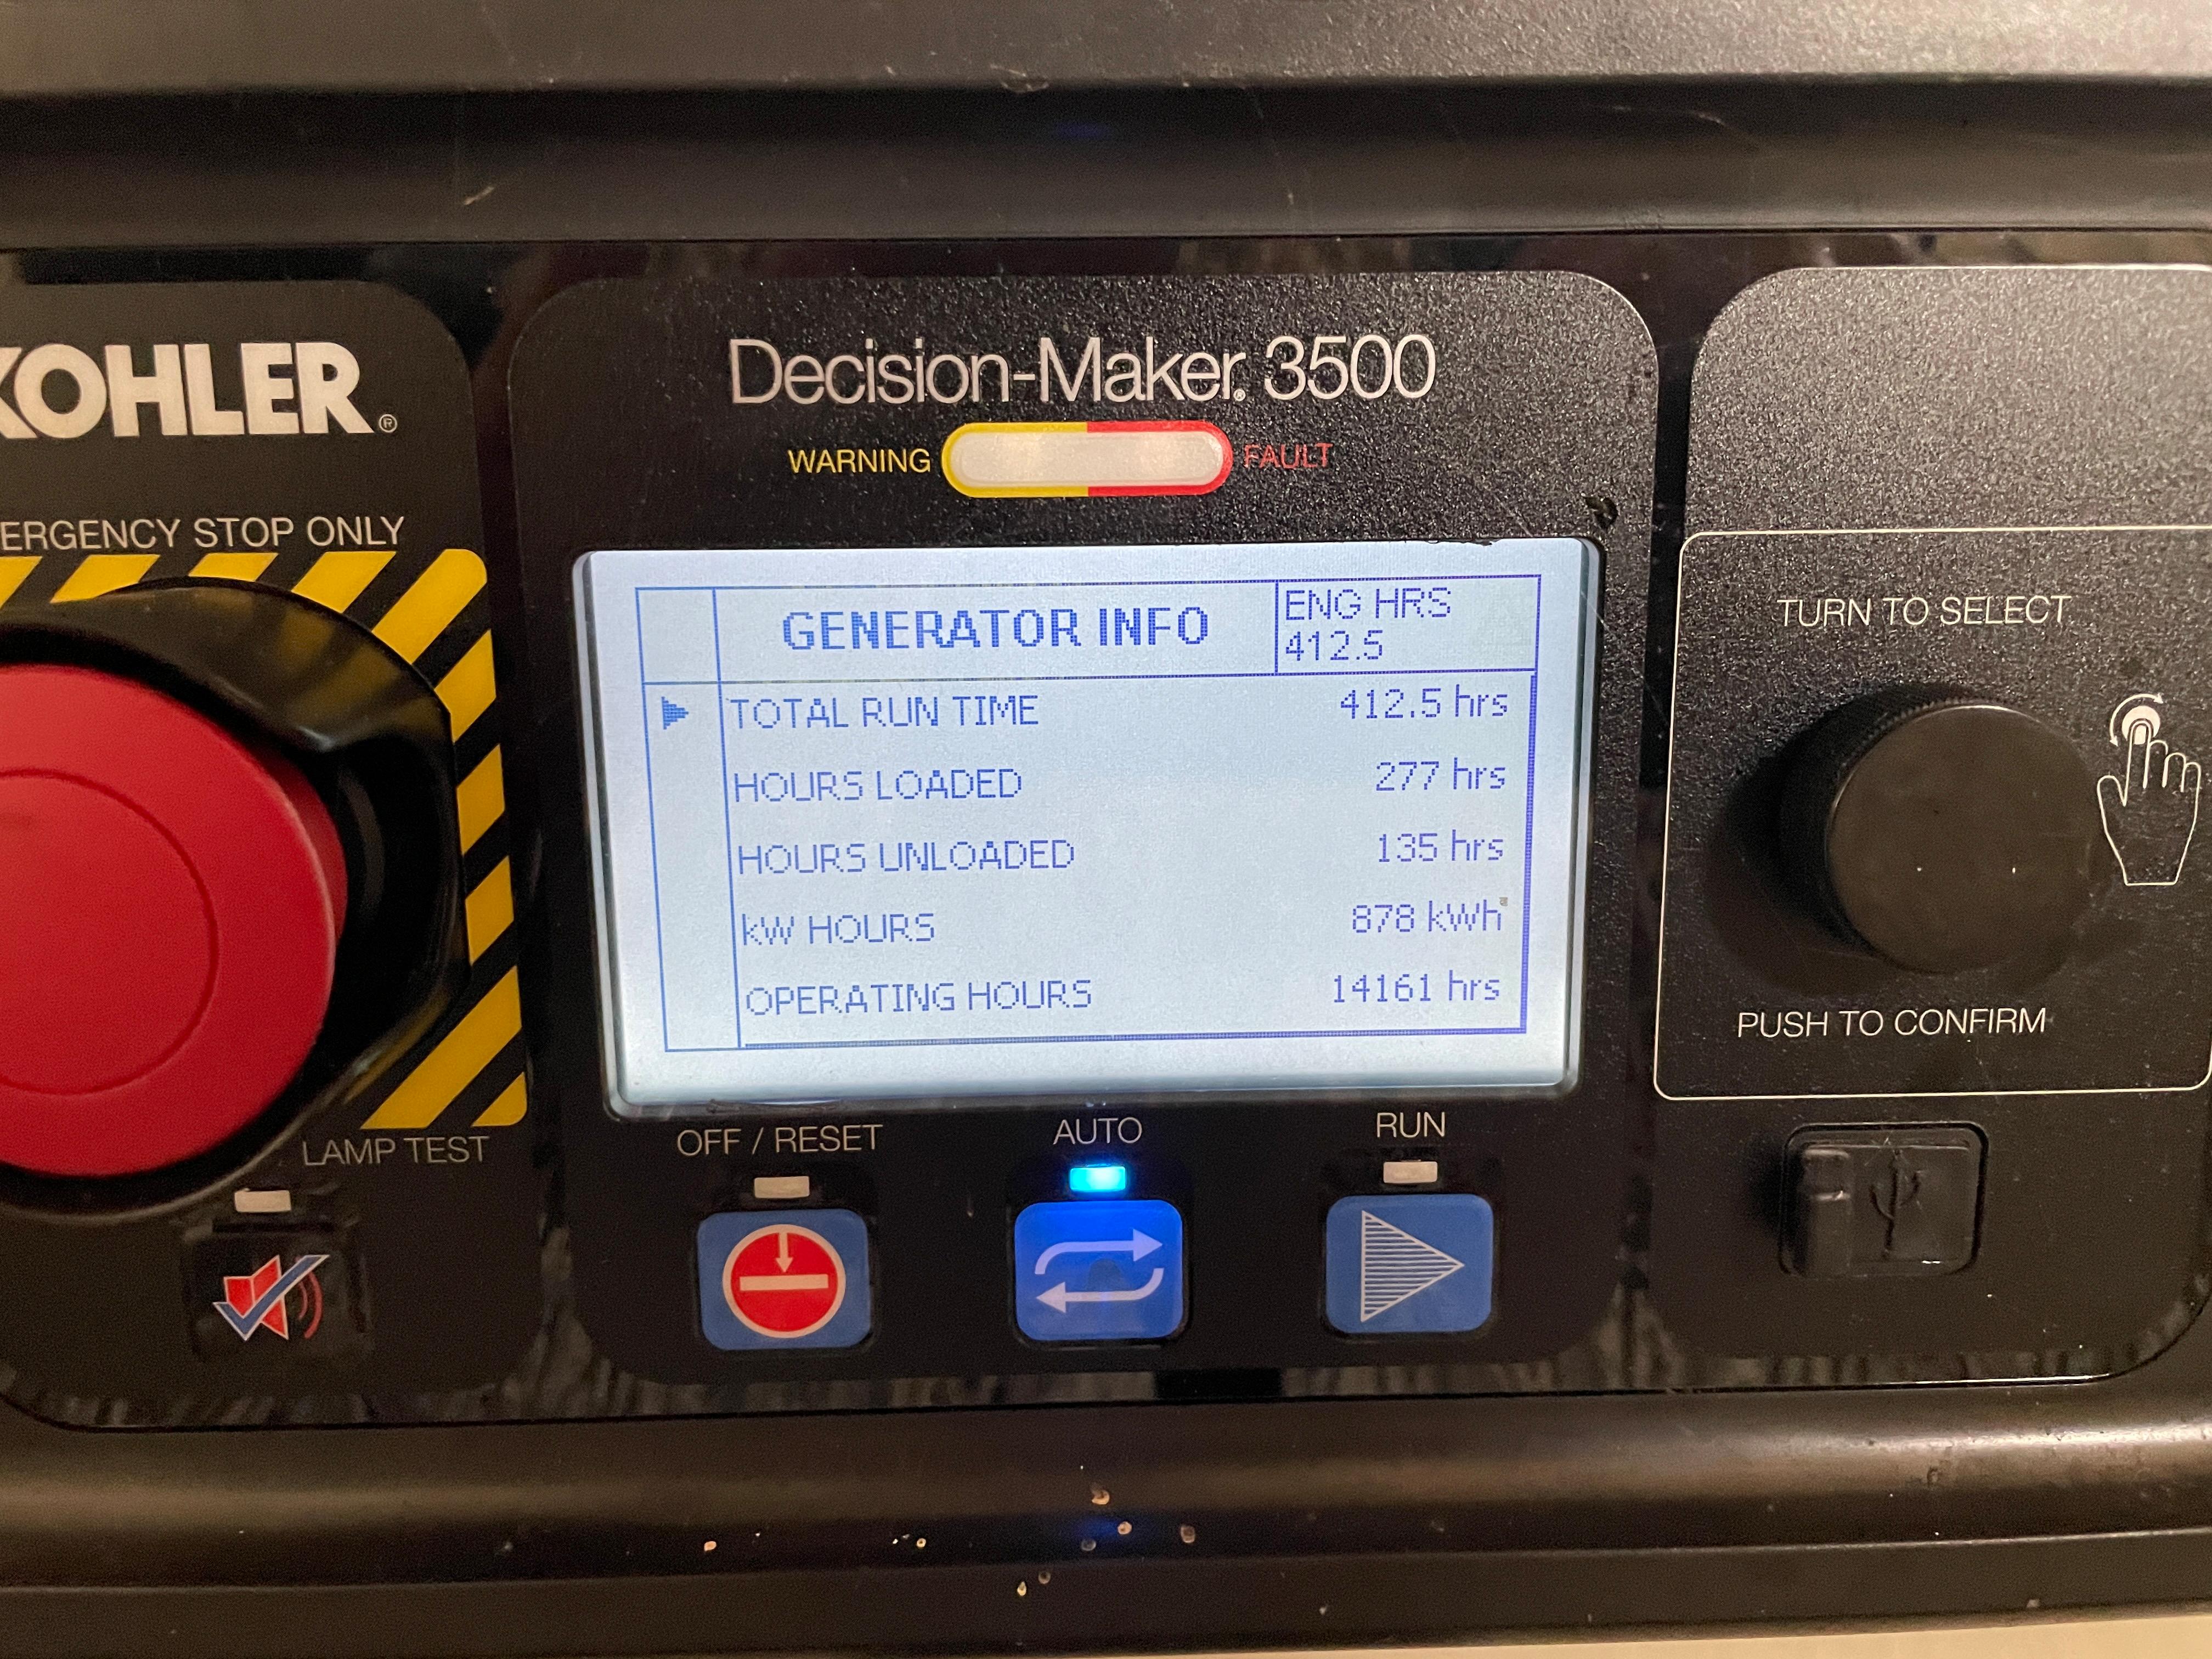 KOHLER®
ERGENCY STOP ONLY
LAMP TEST
Decision-Maker® 3500
WARNING FAULT
GENERATOR INFO
ENG HRS
412.5
TOTAL RUN TIME 412.5 hrs
HOURS LOADED 277 hrs
HOURS UNLOADED 135 hrs
kW HOURS 878 kWh
OPERATING HOURS 14161 hrs
OFF / RESET
AUTO
RUN
TURN TO SELECT
PUSH TO CONFIRM